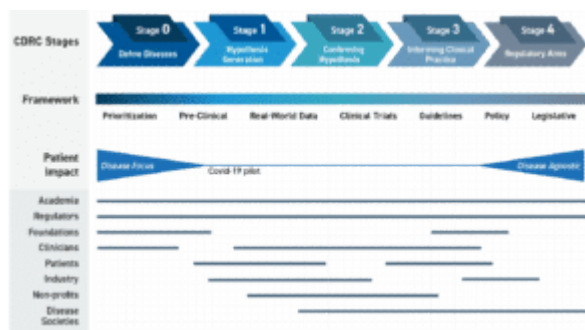 CDRC Stages
Stage 0
Define Diseases
Stage 1
Hypothesis
Generation
Stage 2
Confirming
Hypothesis
Stage 3
Informing Clinical
Practice
Stage 4
Regulatory Aims
Framework
Prioritization
Pre-Clinical
Real-World Data
Clinical Trials
Guidelines
Policy
Legislative
Patient
Impact
Disease Focus
Covid-19 pilot
Disease Agnostic
Academia
Regulators
Foundations
Clinicians
Patients
Industry
Non-profits
Disease
Societies